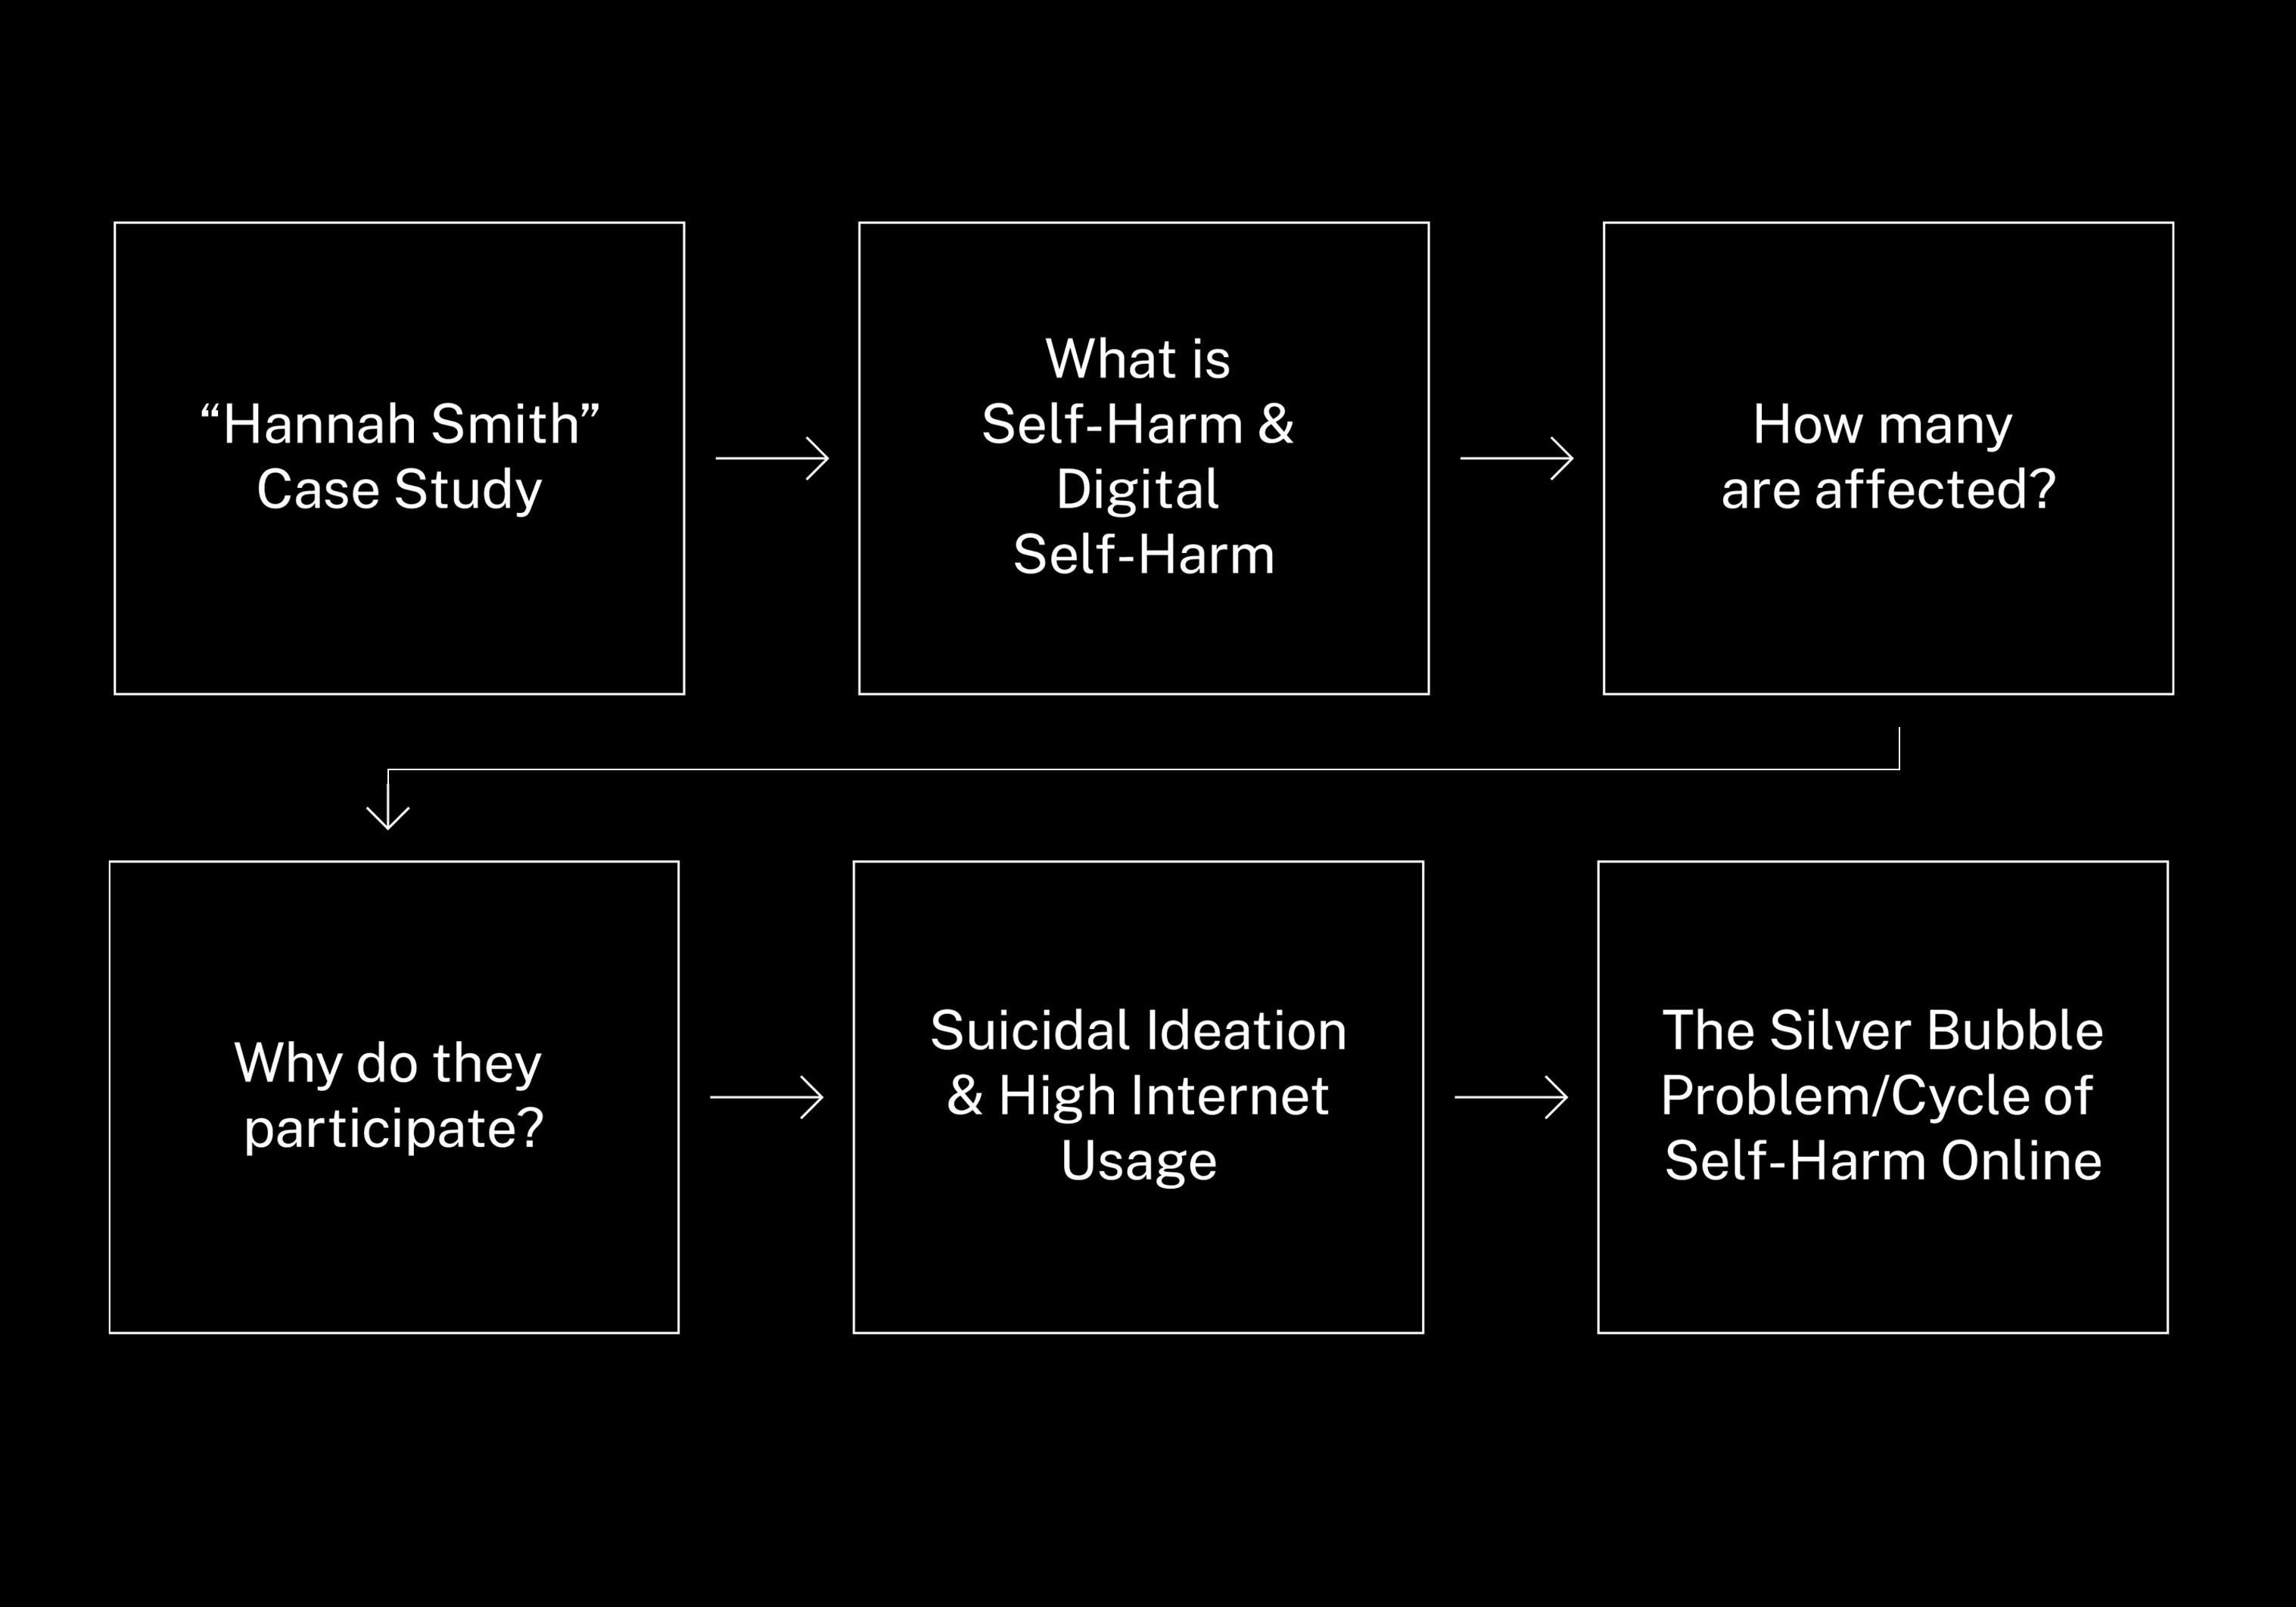 “Hannah Smith”
Case Study
What is
Self-Harm &
Digital
Self-Harm
How many
are affected?
Why do they
participate?
Suicidal Ideation
& High Internet
Usage
The Silver Bubble
Problem/Cycle of
Self-Harm Online